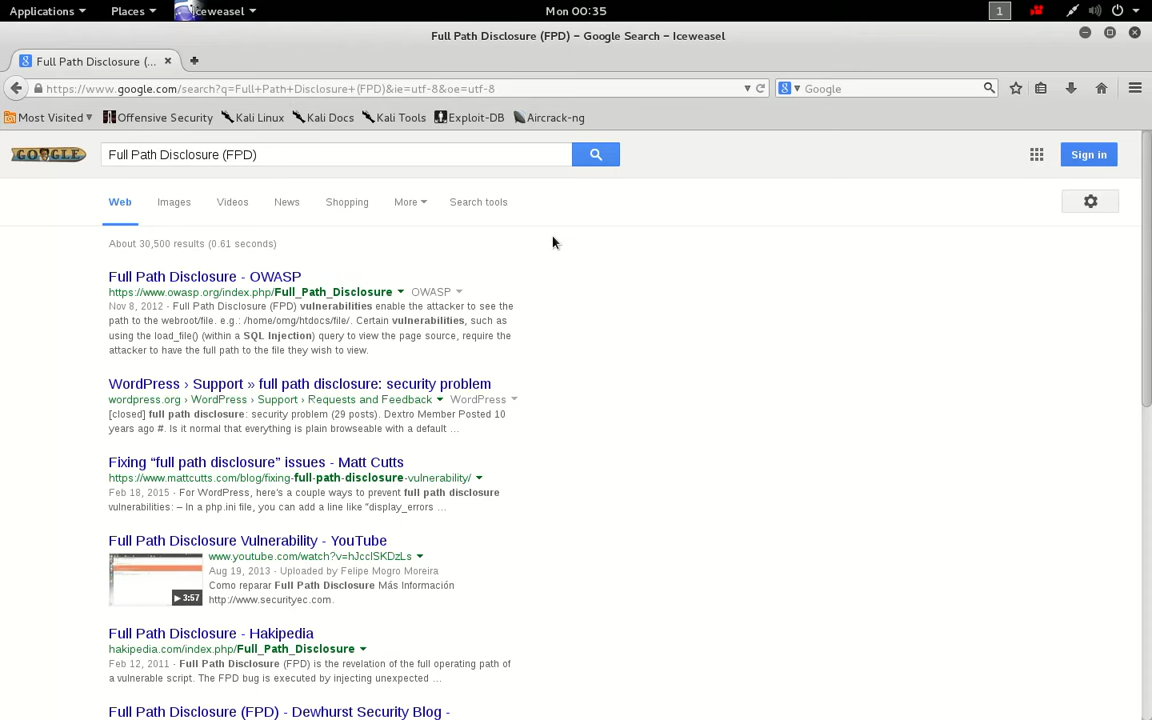 Applications Places Iceweasel Mon 00:35 1
Full Path Disclosure (FPD) - Google Search - Iceweasel
Full Path Disclosure (...
https://www.google.com/search?q=Full+Path+Disclosure+(FPD)&ie=utf-8&oe=utf-8 Google
Most Visited Offensive Security Kali Linux Kali Docs Kali Tools Exploit-DB Aircrack-ng
Full Path Disclosure (FPD) Sign in
Web Images Videos News Shopping More Search tools
About 30,500 results (0.61 seconds)
Full Path Disclosure - OWASP
https://www.owasp.org/index.php/Full_Path_Disclosure OWASP
Nov 8, 2012 - Full Path Disclosure (FPD) vulnerabilities enable the attacker to see the
path to the webroot/file. e.g.: /home/omg/htdocs/file/. Certain vulnerabilities, such as
using the load_file() (within a SQL Injection) query to view the page source, require the
attacker to have the full path to the file they wish to view.
WordPress › Support » full path disclosure: security problem
wordpress.org › WordPress › Support › Requests and Feedback WordPress
[closed] full path disclosure: security problem (29 posts). Dextro Member Posted 10
years ago #. Is it normal that everything is plain browseable with a default ...
Fixing “full path disclosure” issues - Matt Cutts
https://www.mattcutts.com/blog/fixing-full-path-disclosure-vulnerability/
Feb 18, 2015 - For WordPress, here's a couple ways to prevent full path disclosure
vulnerabilities: – In a php.ini file, you can add a line like "display_errors ...
Full Path Disclosure Vulnerability - YouTube
www.youtube.com/watch?v=hJccISKDzLs
Aug 19, 2013 - Uploaded by Felipe Mogro Moreira
Como reparar Full Path Disclosure Más Información
http://www.securityec.com.
3:57
Full Path Disclosure - Hakipedia
hakipedia.com/index.php/Full_Path_Disclosure
Feb 12, 2011 - Full Path Disclosure (FPD) is the revelation of the full operating path of
a vulnerable script. The FPD bug is executed by injecting unexpected ...
Full Path Disclosure (FPD) - Dewhurst Security Blog -